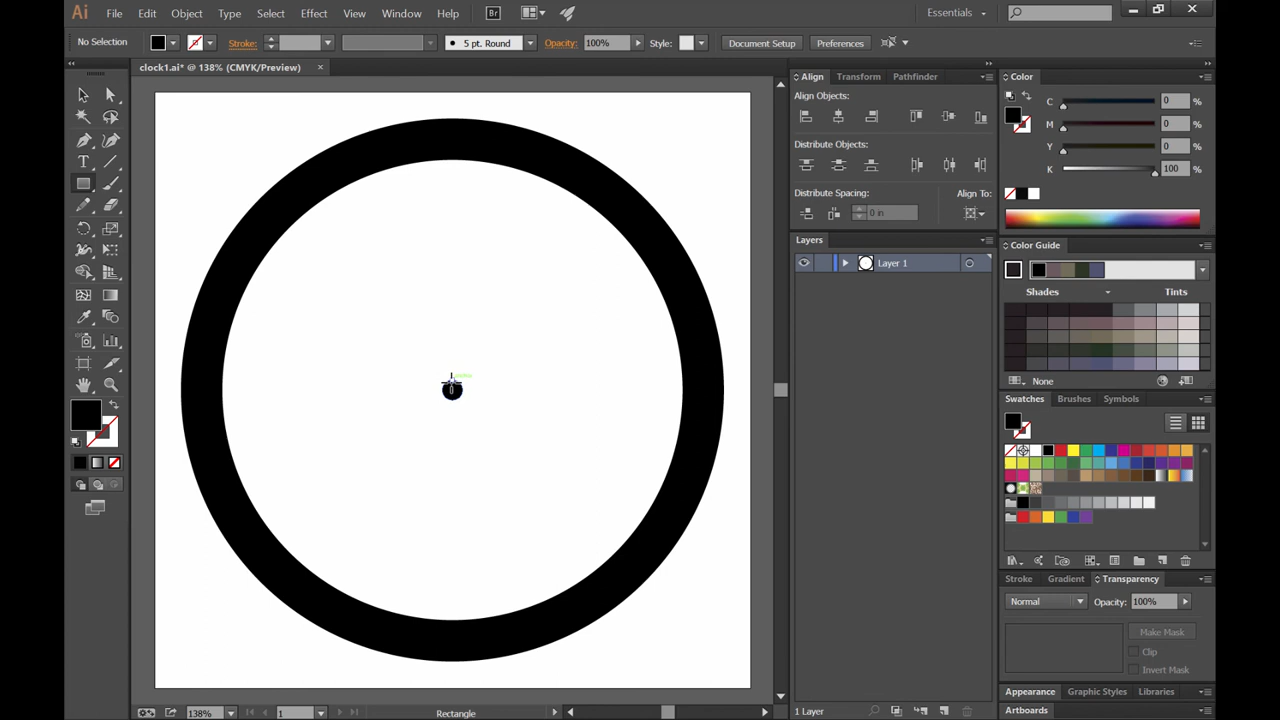 Ai File Edit Object Type Select Effect View Window Help Br Essentials
No Selection Stroke: 5 pt. Round Opacity: 100% Style: Document Setup Preferences
clock1.ai* @ 138% (CMYK/Preview) ×
Align Transform Pathfinder
Align Objects:
Distribute Objects:
Distribute Spacing: Align To:
0 in
Layers
Layer 1
Color
C 0 %
M 0 %
Y 0 %
K 100 %
Color Guide
Shades Tints
None
Swatches Brushes Symbols
Stroke Gradient Transparency
Normal Opacity: 100%
Make Mask
Clip
Invert Mask
Appearance Graphic Styles Libraries
Artboards
138% 1 Rectangle 1 Layer